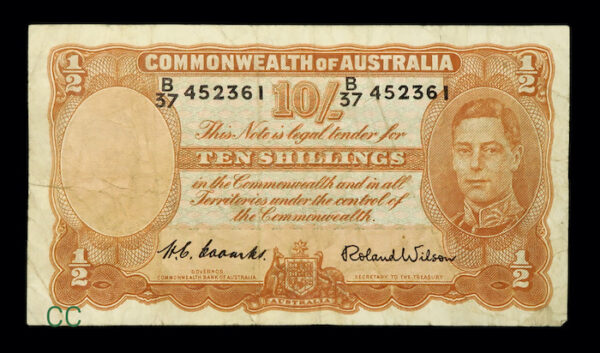 1/2 COMMONWEALTH OF AUSTRALIA 1/2
B/37 452361 10/- B/37 452361
This Note is legal tender for
TEN SHILLINGS
in the Commonwealth and in all
Territories under the control of
the Commonwealth.
H.C. Coombs. Roland Wilson
GOVERNOR SECRETARY TO THE TREASURY
COMMONWEALTH BANK OF AUSTRALIA
1/2 AUSTRALIA 1/2
CC